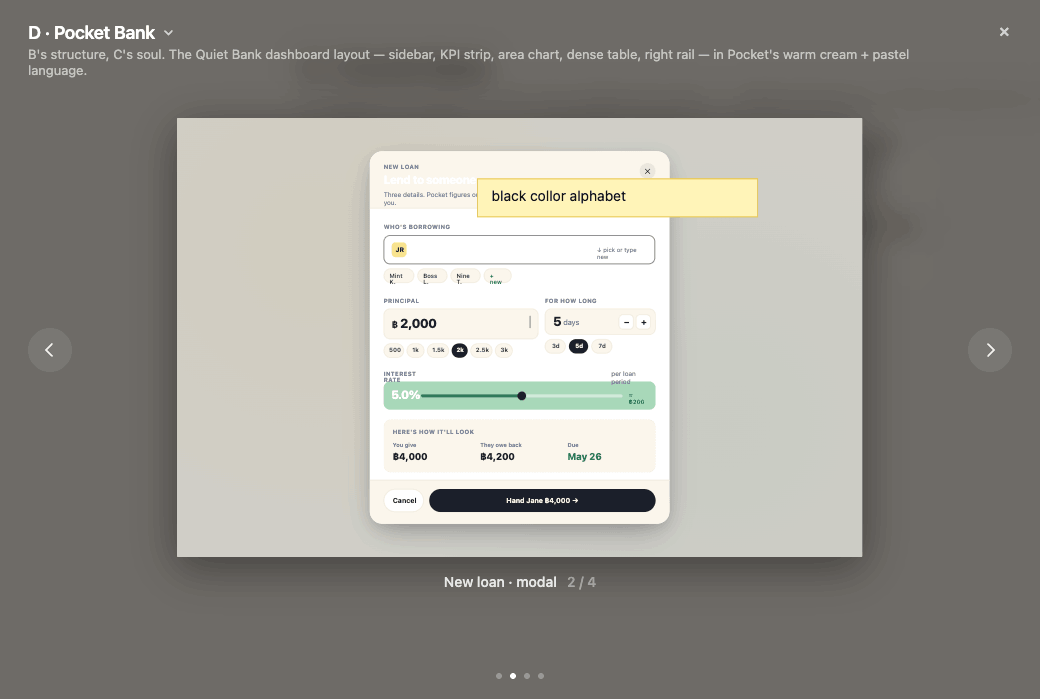 D · Pocket Bank
B's structure, C's soul. The Quiet Bank dashboard layout — sidebar, KPI strip, area chart, dense table, right rail — in Pocket's warm cream + pastel
language.
NEW LOAN
Lend to someone
Three details. Pocket figures
you.
black collor alphabet
WHO'S BORROWING
JR
↓ pick or type
new
Mint
K.
Boss
L.
Nine
T.
+
new
PRINCIPAL
฿ 2,000
500 1k 1.5k 2k 2.5k 3k
FOR HOW LONG
5 days − +
3d 5d 7d
INTEREST
RATE
per loan
period
5.0%
=
฿200
HERE'S HOW IT'LL LOOK
You give They owe back Due
฿4,000 ฿4,200 May 26
Cancel Hand Jane ฿4,000 →
New loan · modal 2 / 4